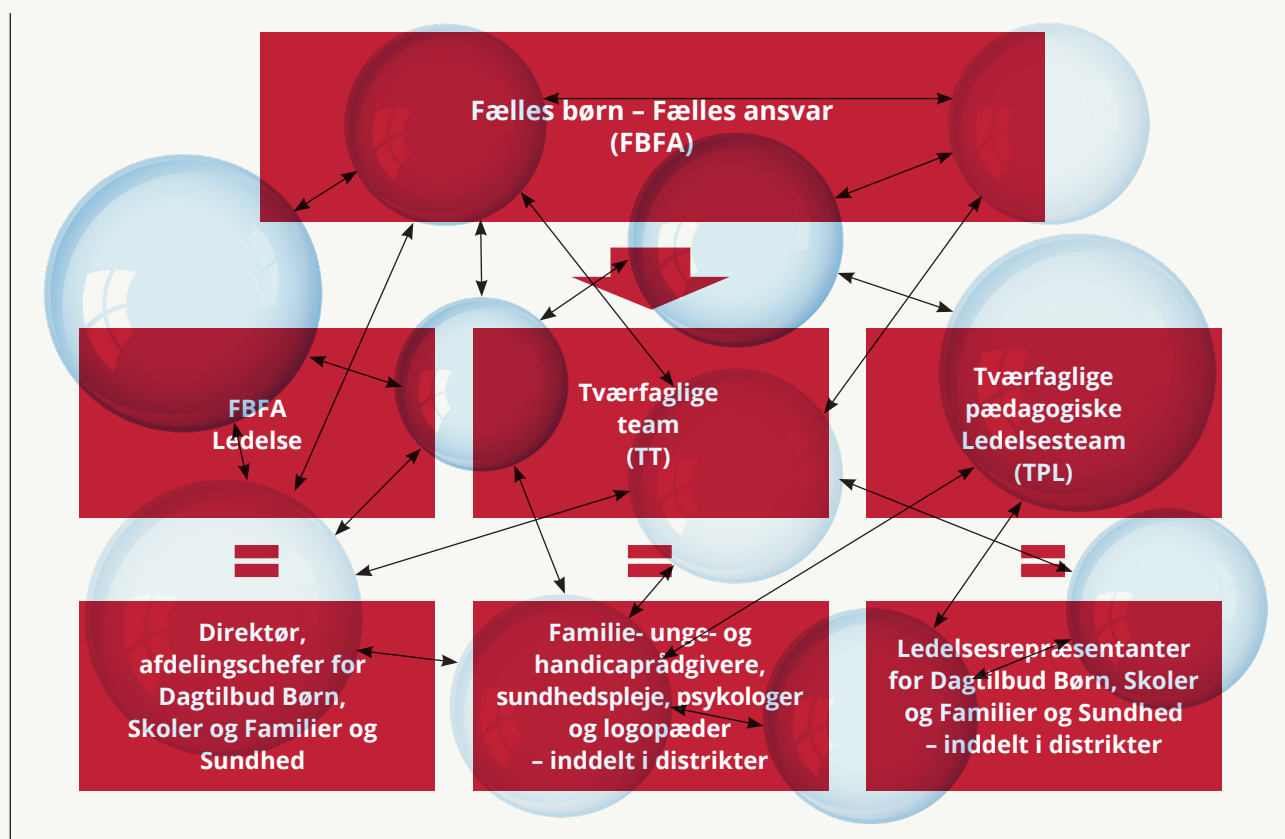 Fælles børn – Fælles ansvar
(FBFA)
FBFA
Ledelse
Tværfaglige
team
(TT)
Tværfaglige
pædagogiske
Ledelsesteam
(TPL)
=
=
=
Direktør,
afdelingschefer for
Dagtilbud Børn,
Skoler og Familier og
Sundhed
Familie- unge- og
handicaprådgivere,
sundhedspleje, psykologer
og logopæder
– inddelt i distrikter
Ledelsesrepræsentanter
for Dagtilbud Børn, Skoler
og Familier og Sundhed
– inddelt i distrikter